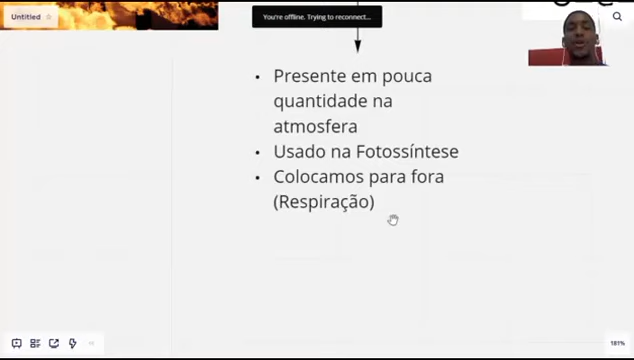 Untitled
You're offline. Trying to reconnect...
Presente em pouca
quantidade na
atmosfera
Usado na Fotossíntese
Colocamos para fora
(Respiração)
181%